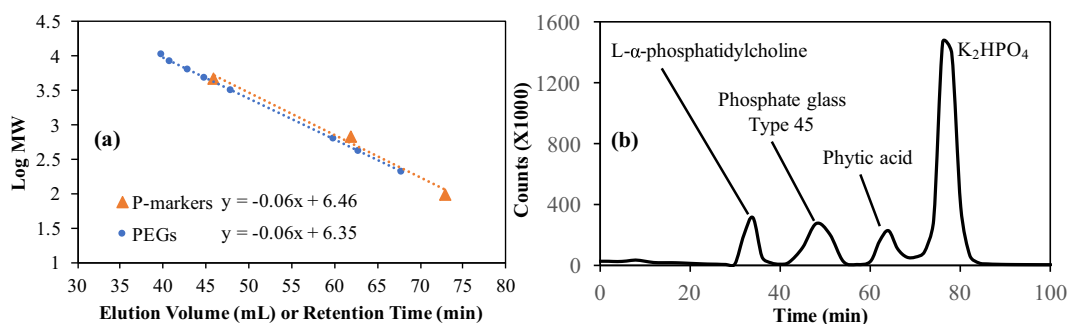 Log MW
4.5
4
3.5
3
2.5
2
1.5
1
(a)
P-markers y = -0.06x + 6.46
PEGs y = -0.06x + 6.35
30 35 40 45 50 55 60 65 70 75 80
Elution Volume (mL) or Retention Time (min)
Counts (X1000)
1600
1200
800
400
0
(b)
L-α-phosphatidylcholine
Phosphate glass
Type 45
Phytic acid
K₂HPO₄
0 20 40 60 80 100
Time (min)